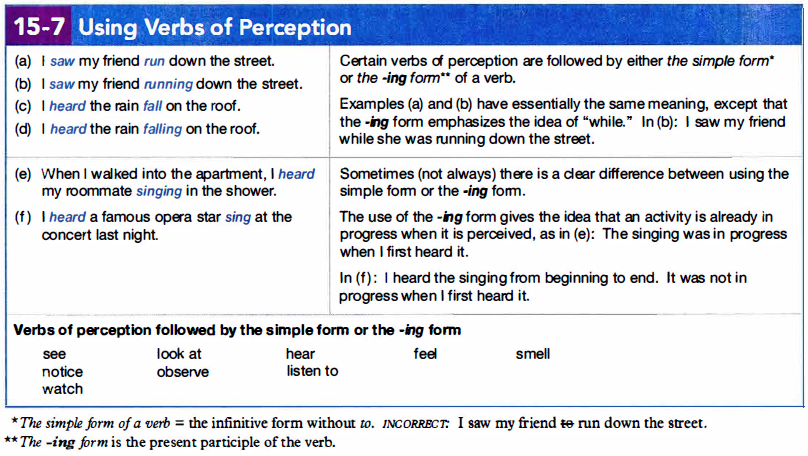 15-7 Using Verbs of Perception
(a) I saw my friend run down the street.
(b) I saw my friend running down the street.
(c) I heard the rain fall on the roof.
(d) I heard the rain falling on the roof.
Certain verbs of perception are followed by either the simple form*
or the -ing form** of a verb.
Examples (a) and (b) have essentially the same meaning, except that
the -ing form emphasizes the idea of "while." In (b): I saw my friend
while she was running down the street.
(e) When I walked into the apartment, I heard
my roommate singing in the shower.
(f) I heard a famous opera star sing at the
concert last night.
Sometimes (not always) there is a clear difference between using the
simple form or the -ing form.
The use of the -ing form gives the idea that an activity is already in
progress when it is perceived, as in (e): The singing was in progress
when I first heard it.
In (f): I heard the singing from beginning to end. It was not in
progress when I first heard it.
Verbs of perception followed by the simple form or the -ing form
see look at hear feel smell
notice observe listen to
watch
*The simple form of a verb = the infinitive form without to. INCORRECT: I saw my friend to run down the street.
**The -ing form is the present participle of the verb.